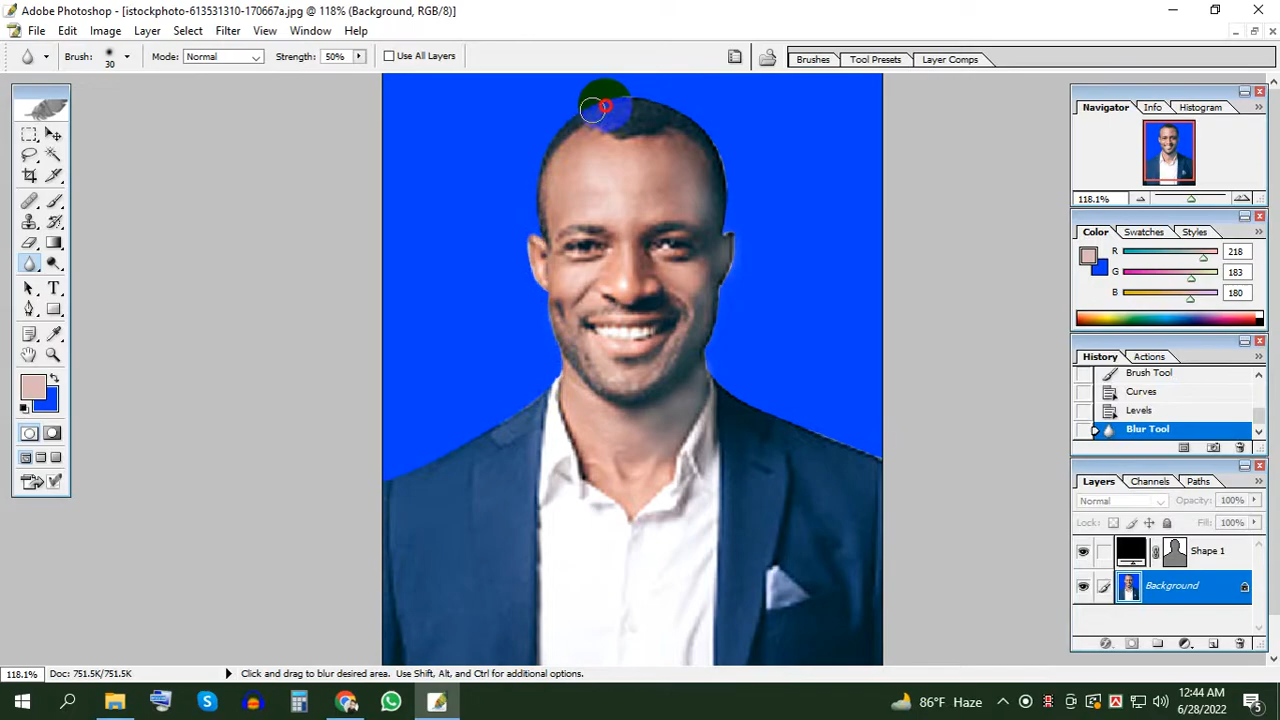 Adobe Photoshop - [istockphoto-613531310-170667a.jpg @ 118% (Background, RGB/8)]
File Edit Image Layer Select Filter View Window Help
Brush: 30 Mode: Normal Strength: 50% Use All Layers Brushes Tool Presets Layer Comps
Navigator Info Histogram
118.1%
Color Swatches Styles
R 218
G 183
B 180
History Actions
Brush Tool
Curves
Levels
Blur Tool
Layers Channels Paths
Normal Opacity: 100%
Lock: Fill: 100%
Shape 1
Background
118.1% Doc: 751.5K/751.5K Click and drag to blur desired area. Use Shift, Alt, and Ctrl for additional options.
86°F Haze
12:44 AM
6/28/2022
5